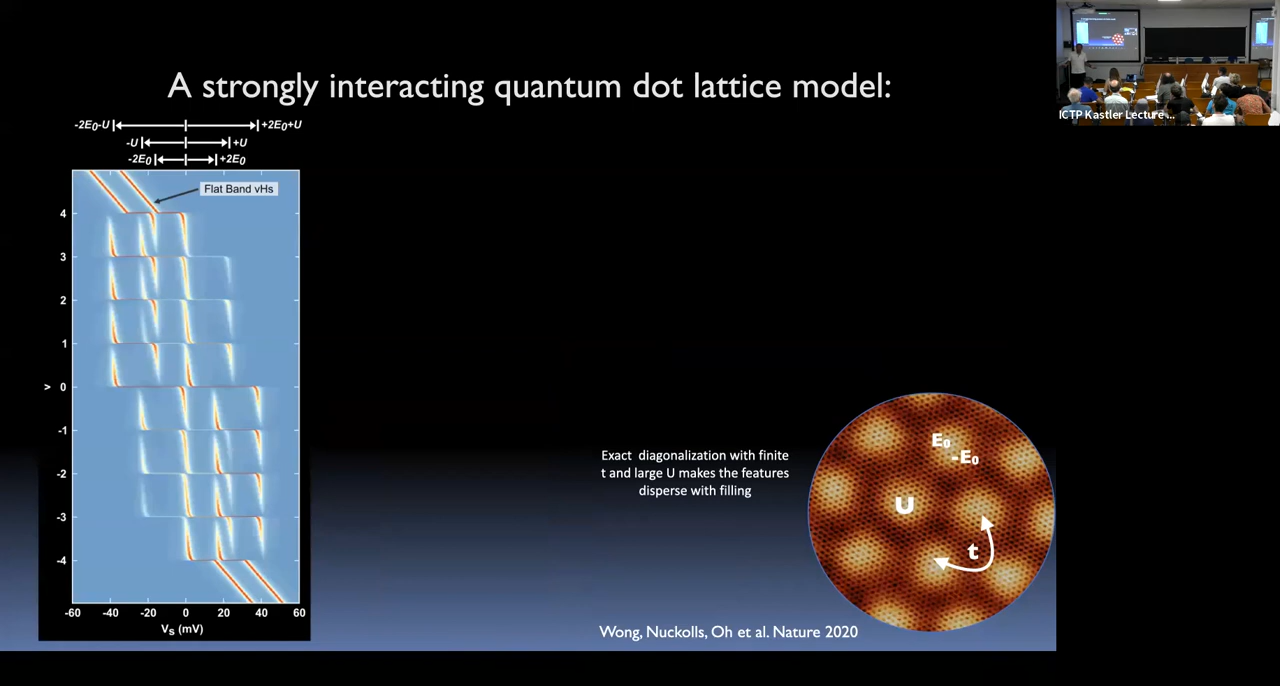 A strongly interacting quantum dot lattice model:
-2E₀-U +2E₀+U
-U +U
-2E₀ +2E₀
Flat Band vHs
4
3
2
1
0
-1
-2
-3
-4
ν
-60 -40 -20 0 20 40 60
Vₛ (mV)
Exact diagonalization with finite
t and large U makes the features
disperse with filling
E₀
-E₀
U
t
Wong, Nuckolls, Oh et al. Nature 2020
ICTP Kastler Lecture ...